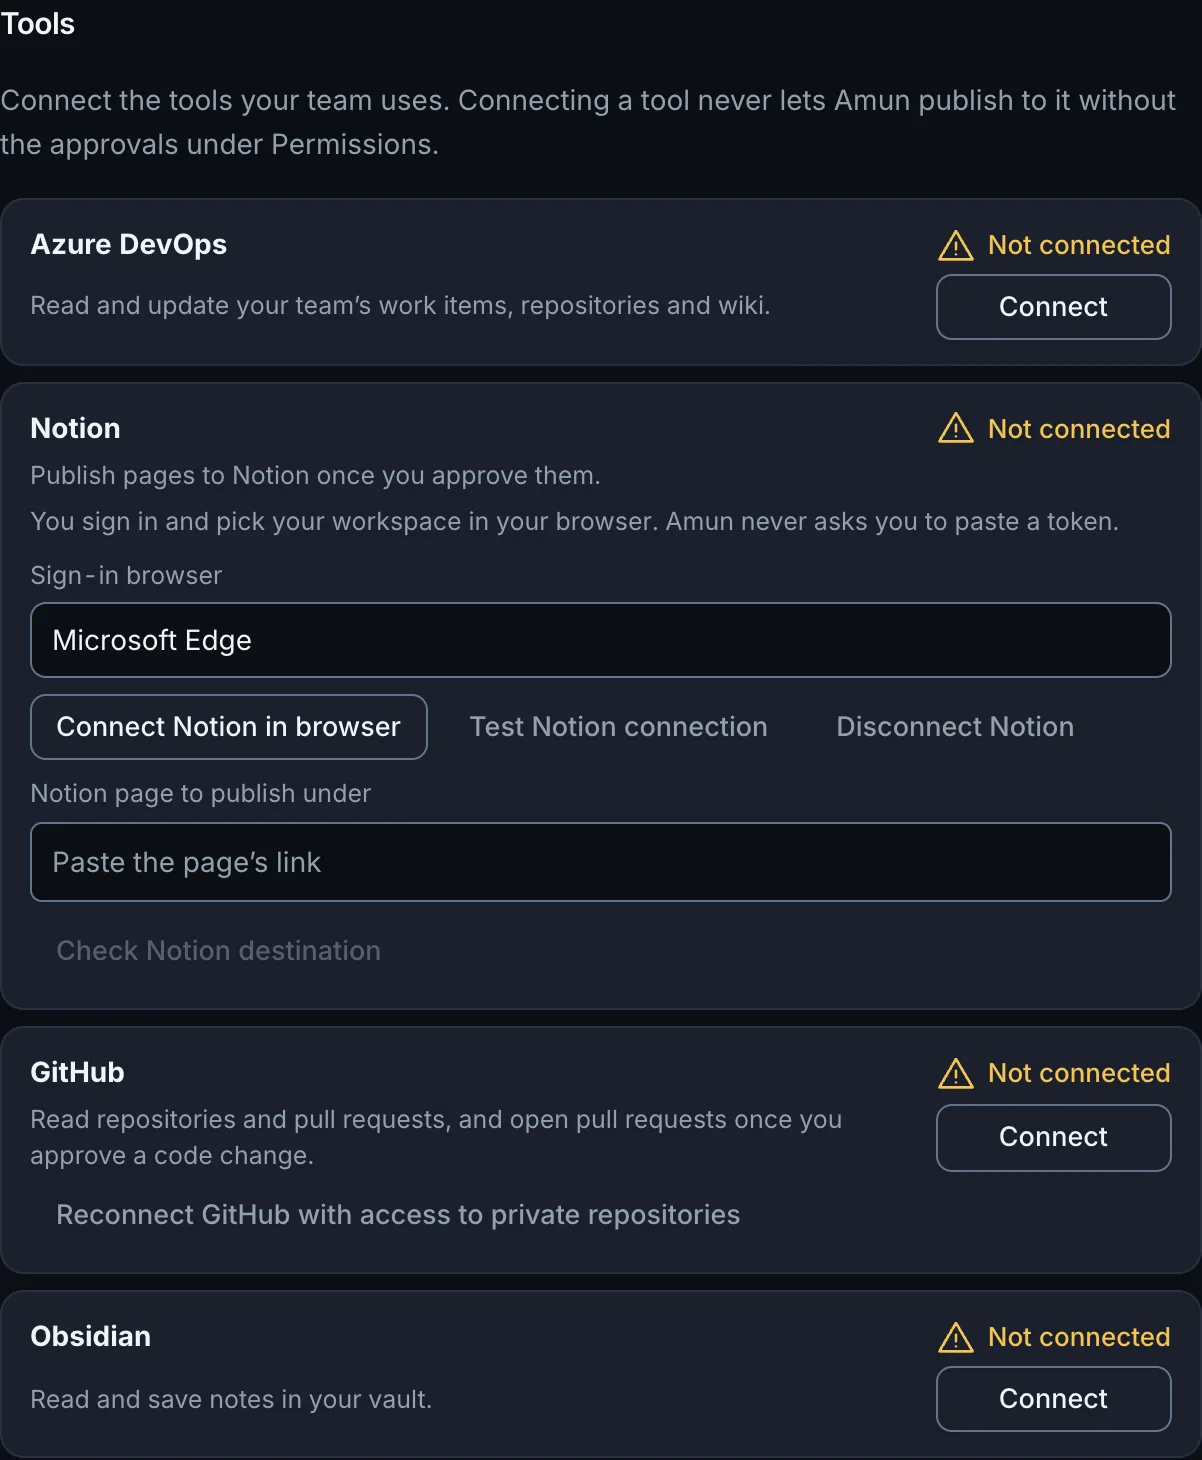 Tools
Connect the tools your team uses. Connecting a tool never lets Amun publish to it without
the approvals under Permissions.
Azure DevOps
Not connected
Read and update your team’s work items, repositories and wiki.
Connect
Notion
Not connected
Publish pages to Notion once you approve them.
You sign in and pick your workspace in your browser. Amun never asks you to paste a token.
Sign-in browser
Microsoft Edge
Connect Notion in browser
Test Notion connection
Disconnect Notion
Notion page to publish under
Paste the page’s link
Check Notion destination
GitHub
Not connected
Read repositories and pull requests, and open pull requests once you
approve a code change.
Connect
Reconnect GitHub with access to private repositories
Obsidian
Not connected
Read and save notes in your vault.
Connect